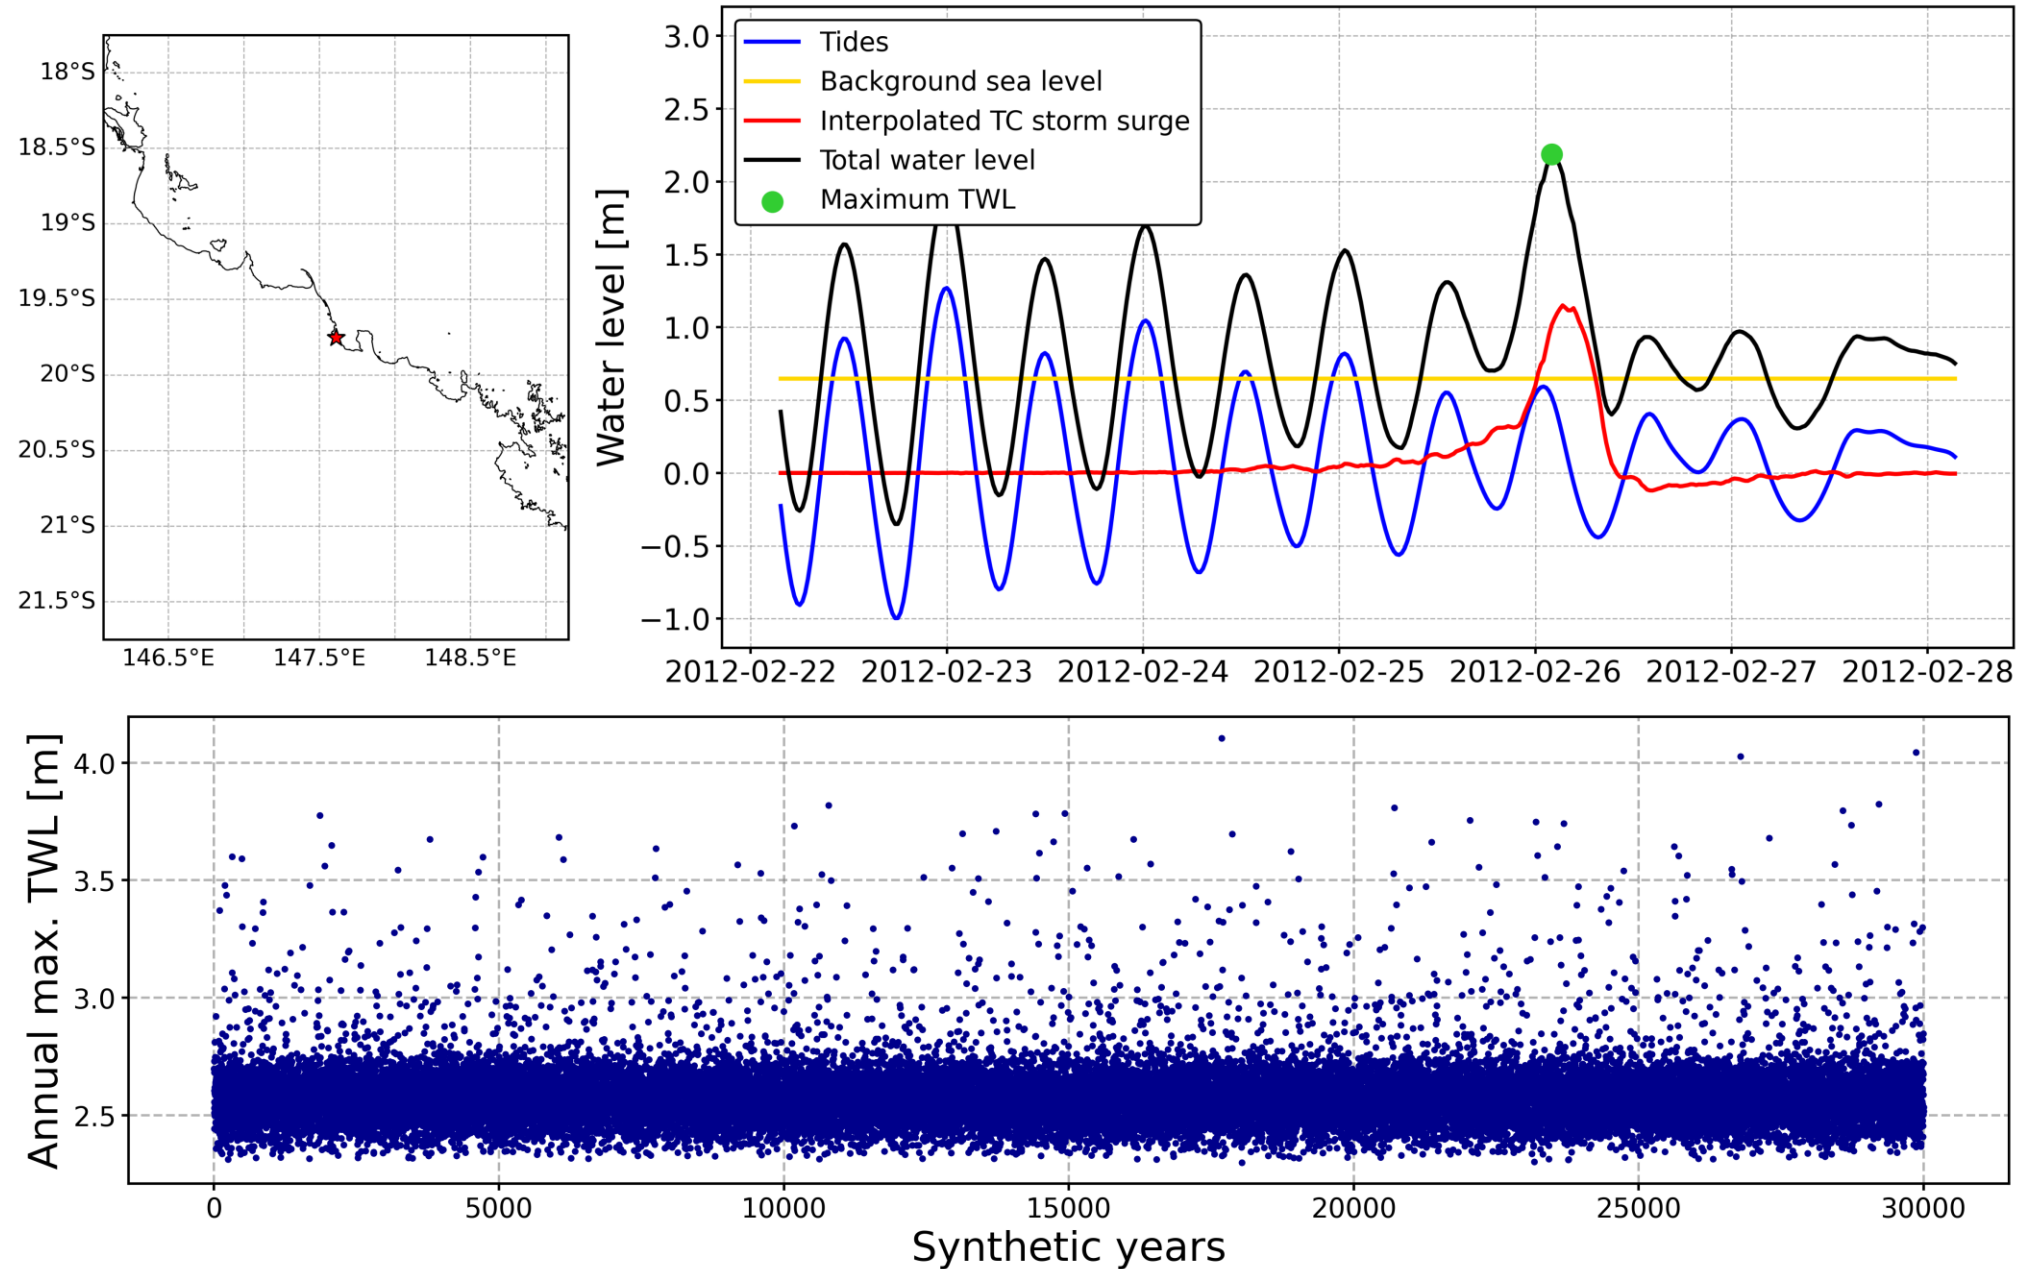 18°S
18.5°S
19°S
19.5°S
20°S
20.5°S
21°S
21.5°S
146.5°E 147.5°E 148.5°E
Water level [m]
3.0
2.5
2.0
1.5
1.0
0.5
0.0
−0.5
−1.0
Tides
Background sea level
Interpolated TC storm surge
Total water level
Maximum TWL
2012-02-22 2012-02-23 2012-02-24 2012-02-25 2012-02-26 2012-02-27 2012-02-28
Annual max. TWL [m]
4.0
3.5
3.0
2.5
0 5000 10000 15000 20000 25000 30000
Synthetic years